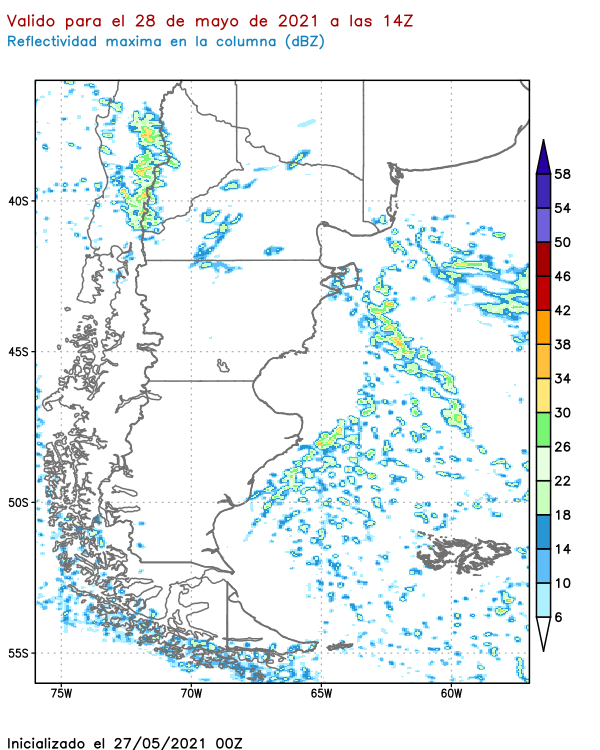 Valido para el 28 de mayo de 2021 a las 14Z
Reflectividad maxima en la columna (dBZ)
58
54
50
46
42
38
34
30
26
22
18
14
10
6
40S
45S
50S
55S
75W 70W 65W 60W
Inicializado el 27/05/2021 00Z